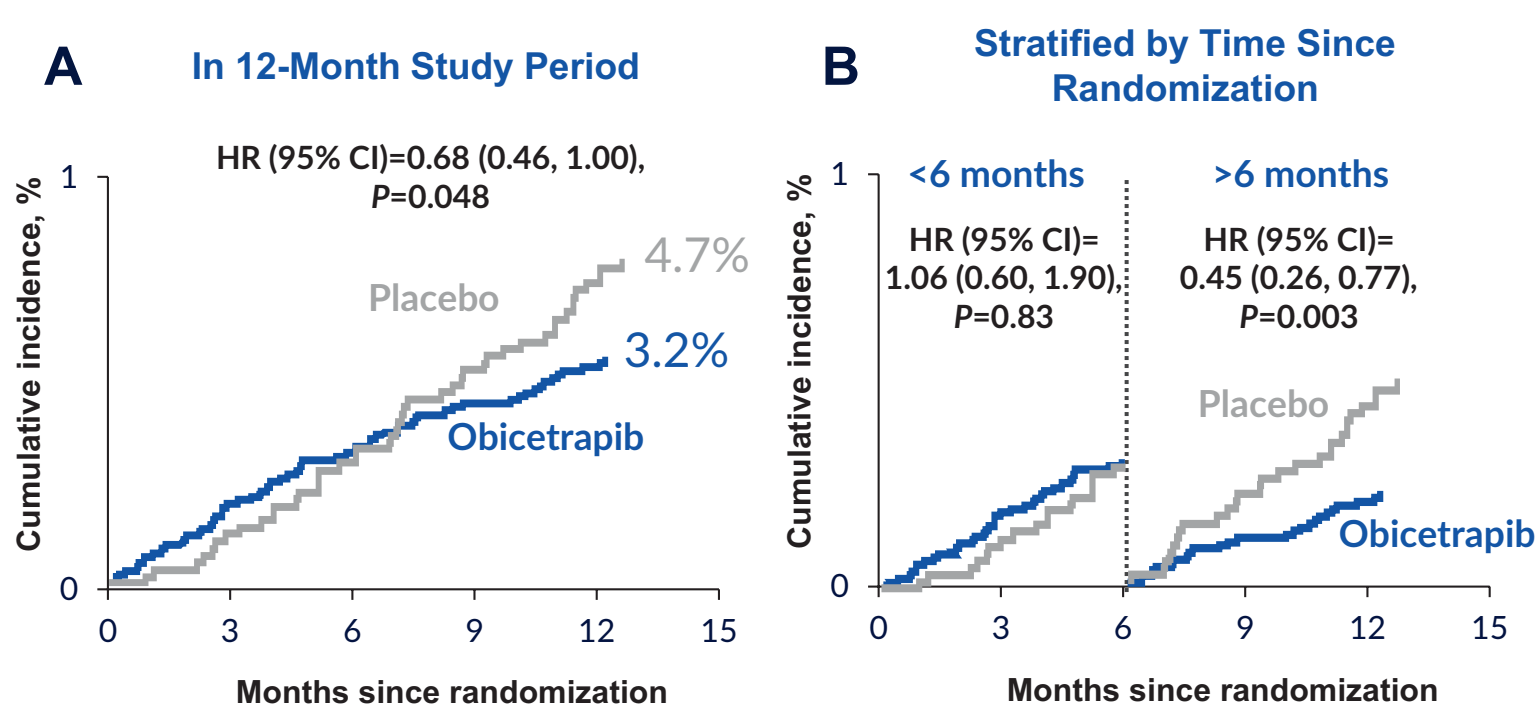 A
In 12-Month Study Period
HR (95% CI)=0.68 (0.46, 1.00),
P=0.048
Cumulative incidence, %
1
0
4.7%
Placebo
3.2%
Obicetrapib
0 3 6 9 12 15
Months since randomization
B
Stratified by Time Since
Randomization
Cumulative incidence, %
1
0
<6 months
HR (95% CI)=
1.06 (0.60, 1.90),
P=0.83
>6 months
HR (95% CI)=
0.45 (0.26, 0.77),
P=0.003
Placebo
Obicetrapib
0 3 6 9 12 15
Months since randomization